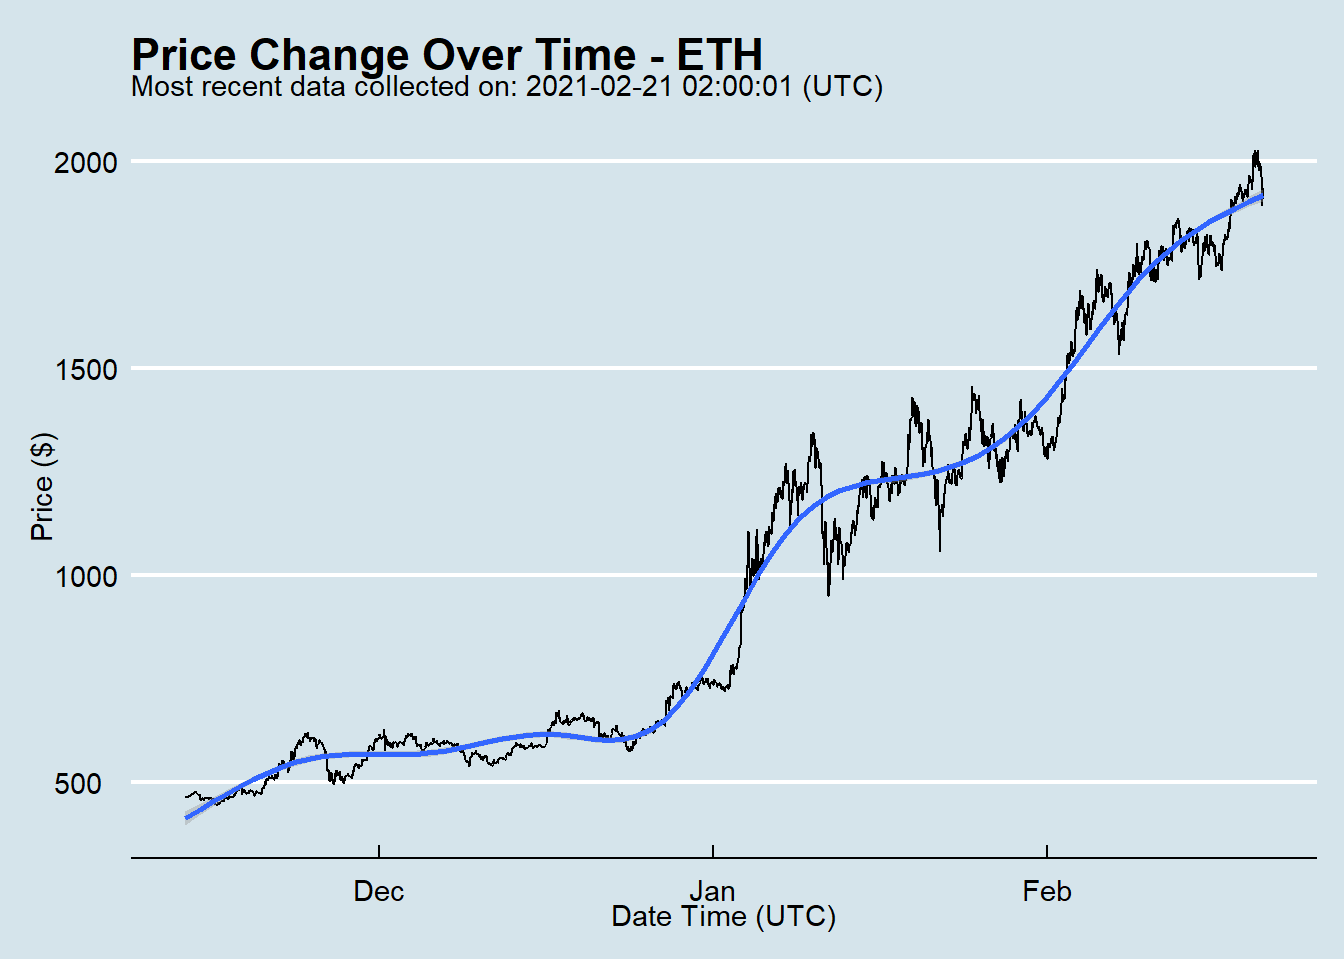 Price Change Over Time - ETH
Most recent data collected on: 2021-02-21 02:00:01 (UTC)
2000
1500
1000
500
Price ($)
Dec
Jan
Feb
Date Time (UTC)